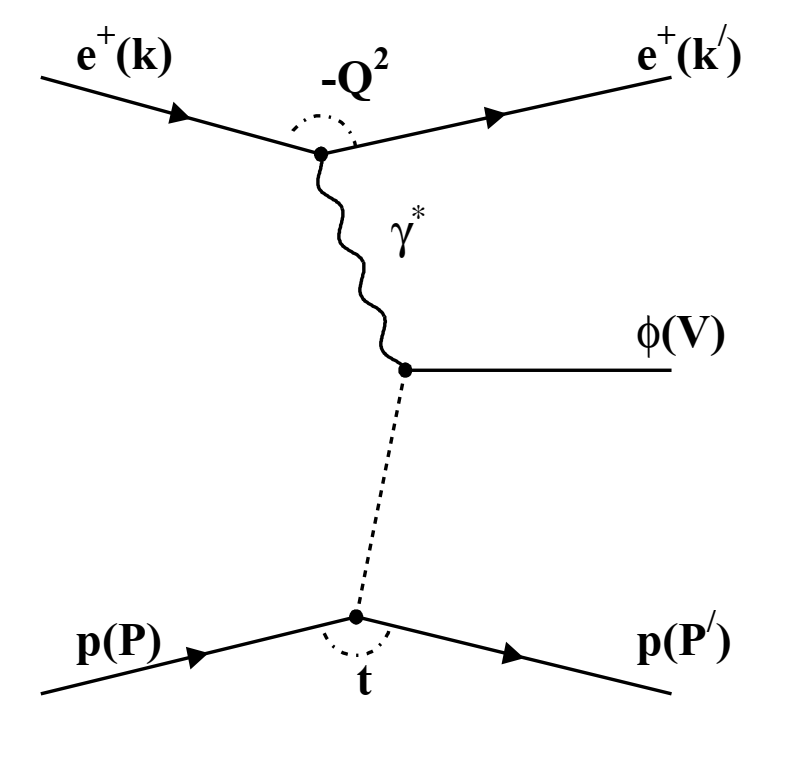 e⁺(k)
-Q²
e⁺(k′)
γ*
ϕ(V)
p(P)
t
p(P′)